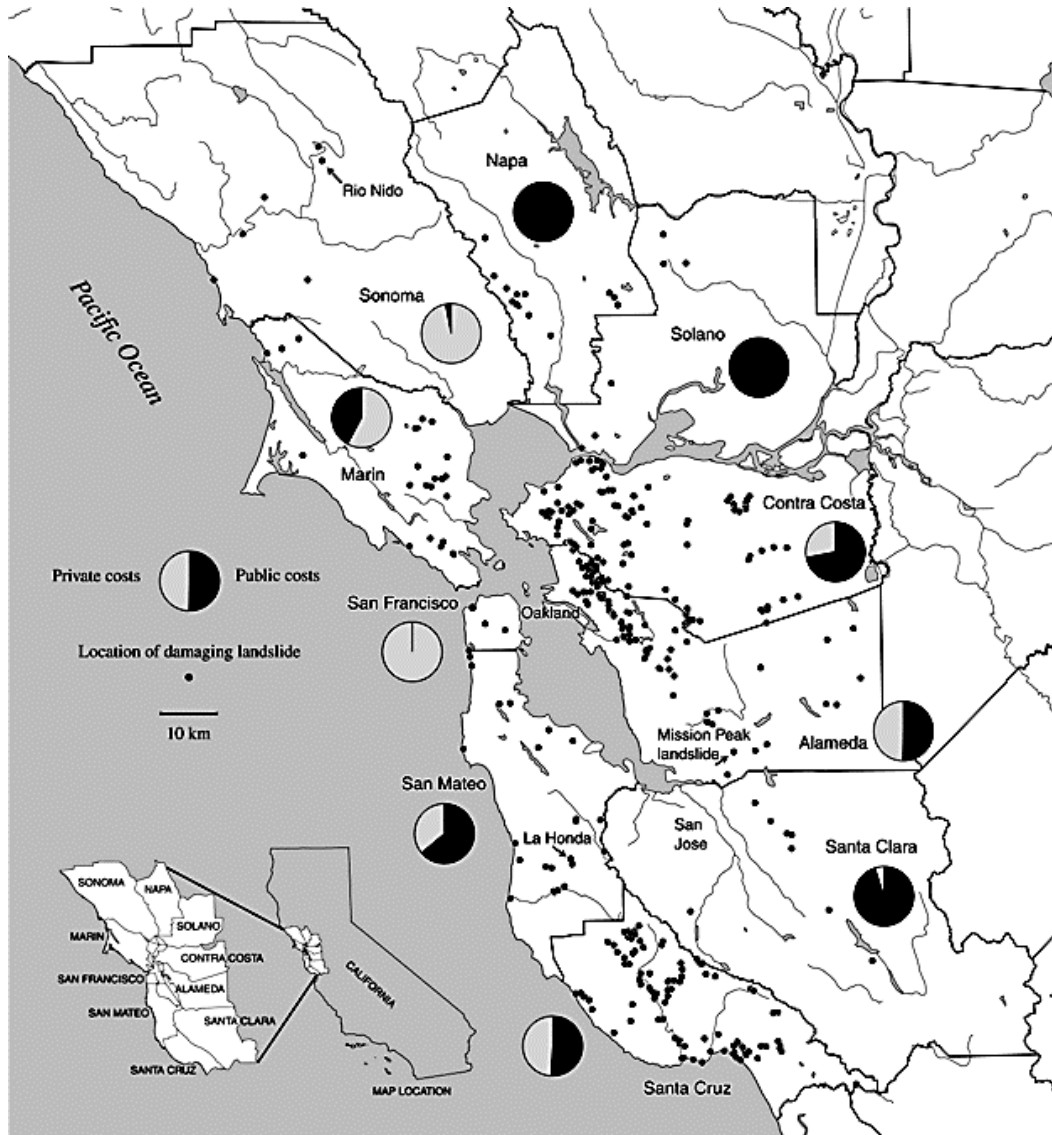 Napa
Rio Nido
Pacific Ocean
Sonoma
Solano
Marin
Contra Costa
Private costs
Public costs
San Francisco
Oakland
Location of damaging landslide
10 km
Mission Peak
landslide
Alameda
San Mateo
La Honda
San
Jose
Santa Clara
SONOMA
NAPA
SOLANO
MARIN
CONTRA COSTA
SAN FRANCISCO
ALAMEDA
SAN MATEO
SANTA CLARA
SANTA CRUZ
CALIFORNIA
MAP LOCATION
Santa Cruz